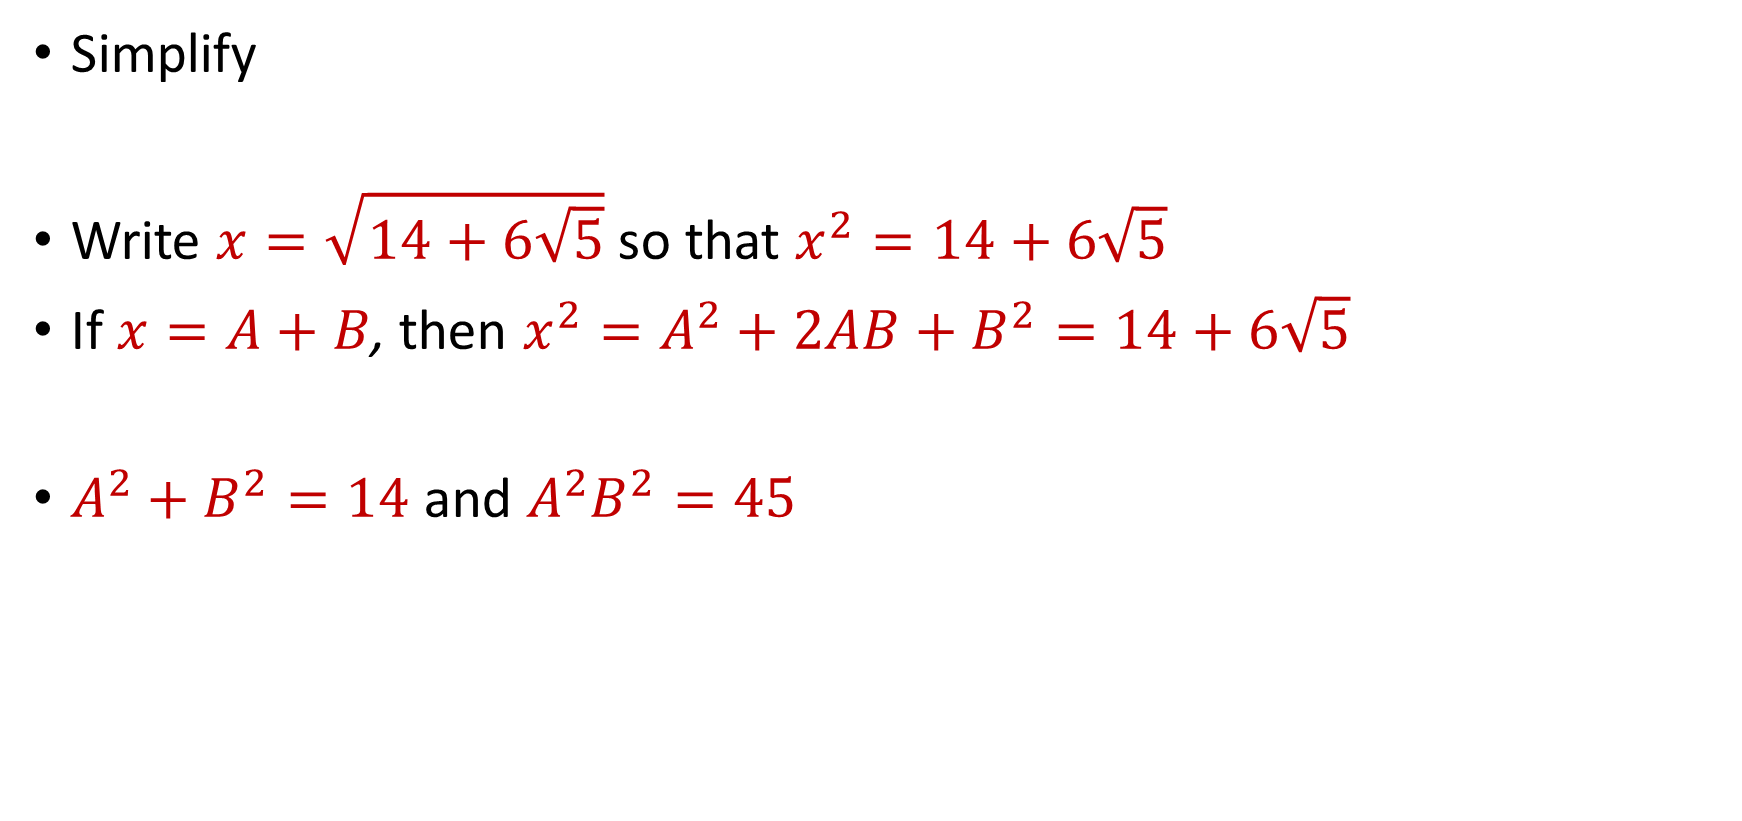 • Simplify
• Write x = √(14 + 6√5) so that x² = 14 + 6√5
• If x = A + B, then x² = A² + 2AB + B² = 14 + 6√5
• A² + B² = 14 and A²B² = 45